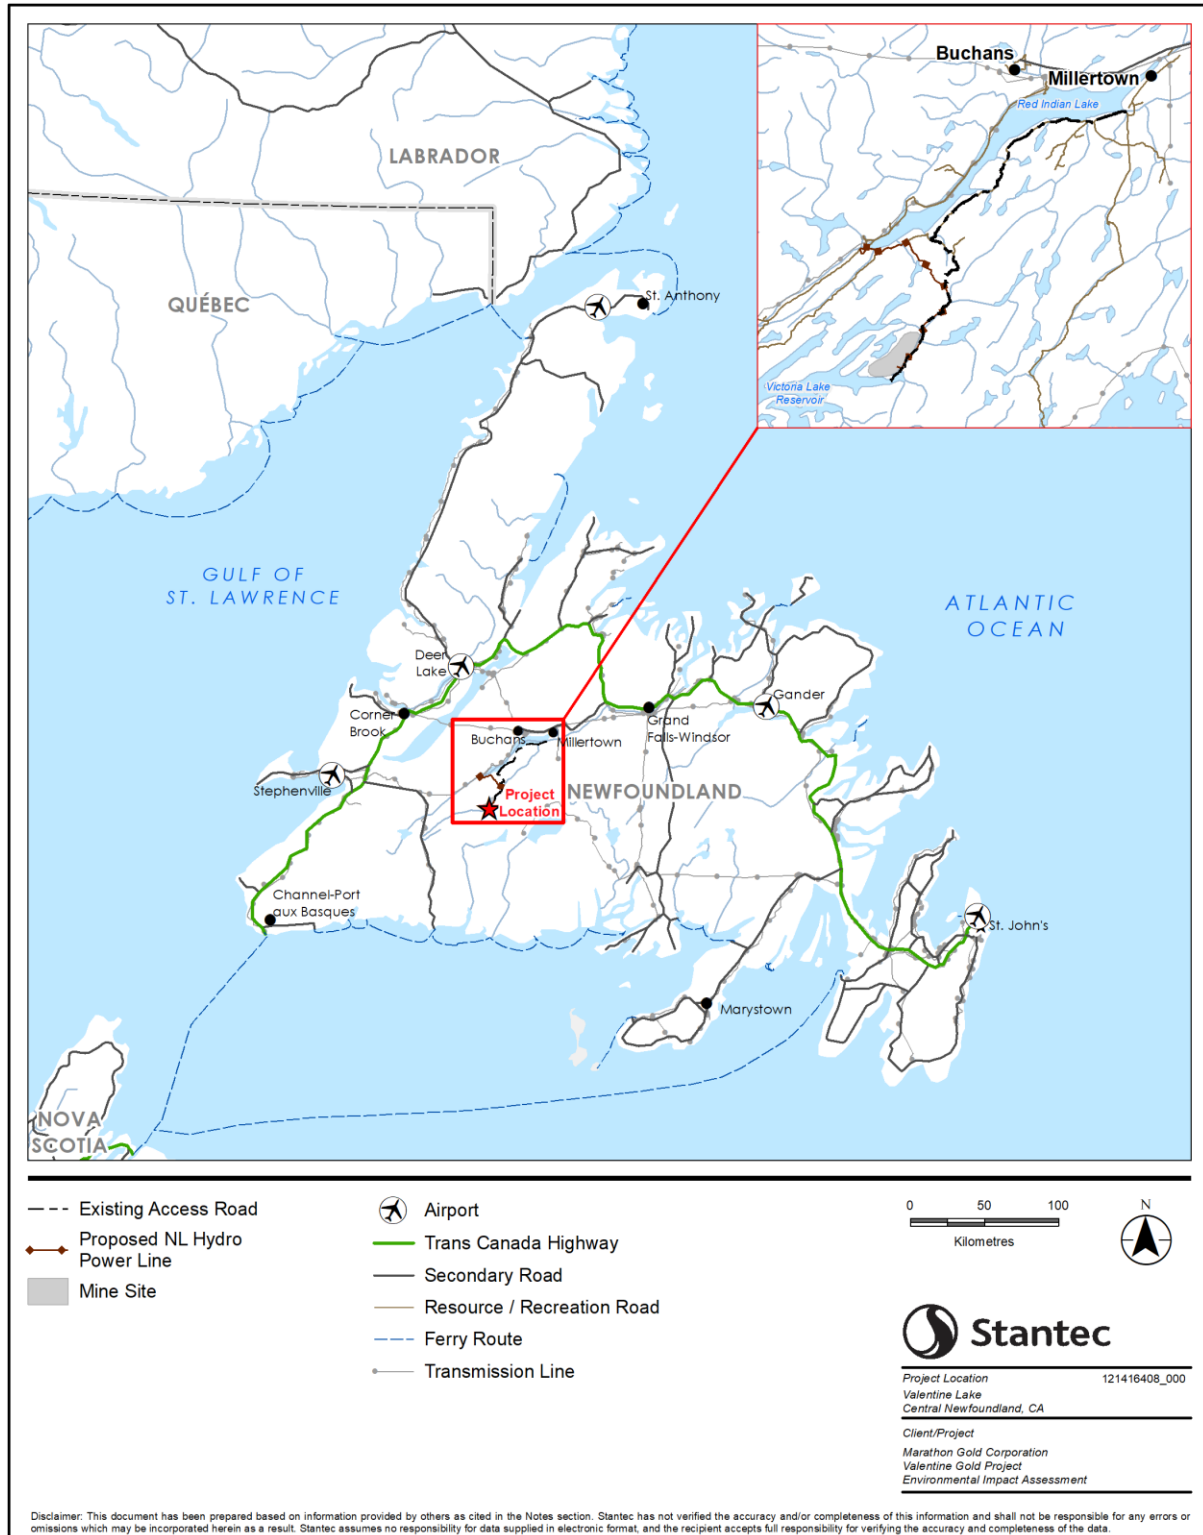 Buchans
Millertown
Red Indian Lake
Victoria Lake
Reservoir
LABRADOR
QUÉBEC
St. Anthony
GULF OF
ST. LAWRENCE
ATLANTIC
OCEAN
Deer
Lake
Corner
Brook
Gander
Grand
Falls-Windsor
Buchans
Millertown
Stephenville
Project
Location
NEWFOUNDLAND
Channel-Port
aux Basques
St. John's
Marystown
NOVA
SCOTIA
Existing Access Road
Proposed NL Hydro
Power Line
Mine Site
Airport
Trans Canada Highway
Secondary Road
Resource / Recreation Road
Ferry Route
Transmission Line
0 50 100
Kilometres
N
Stantec
Project Location 121416408_000
Valentine Lake
Central Newfoundland, CA
Client/Project
Marathon Gold Corporation
Valentine Gold Project
Environmental Impact Assessment
Disclaimer: This document has been prepared based on information provided by others as cited in the Notes section. Stantec has not verified the accuracy and/or completeness of this information and shall not be responsible for any errors or
omissions which may be incorporated herein as a result. Stantec assumes no responsibility for data supplied in electronic format, and the recipient accepts full responsibility for verifying the accuracy and completeness of the data.